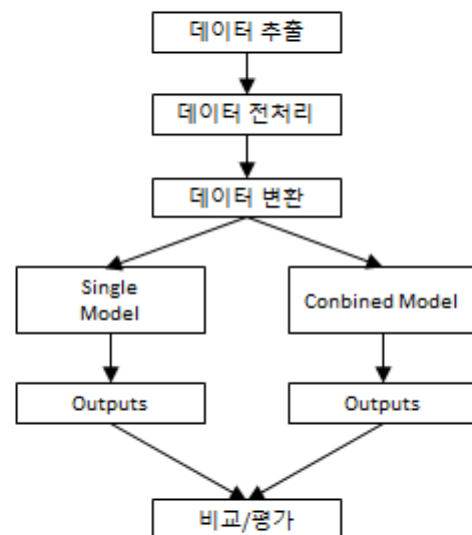 데이터 추출
데이터 전처리
데이터 변환
Single
Model
Conbined Model
Outputs
Outputs
비교/평가